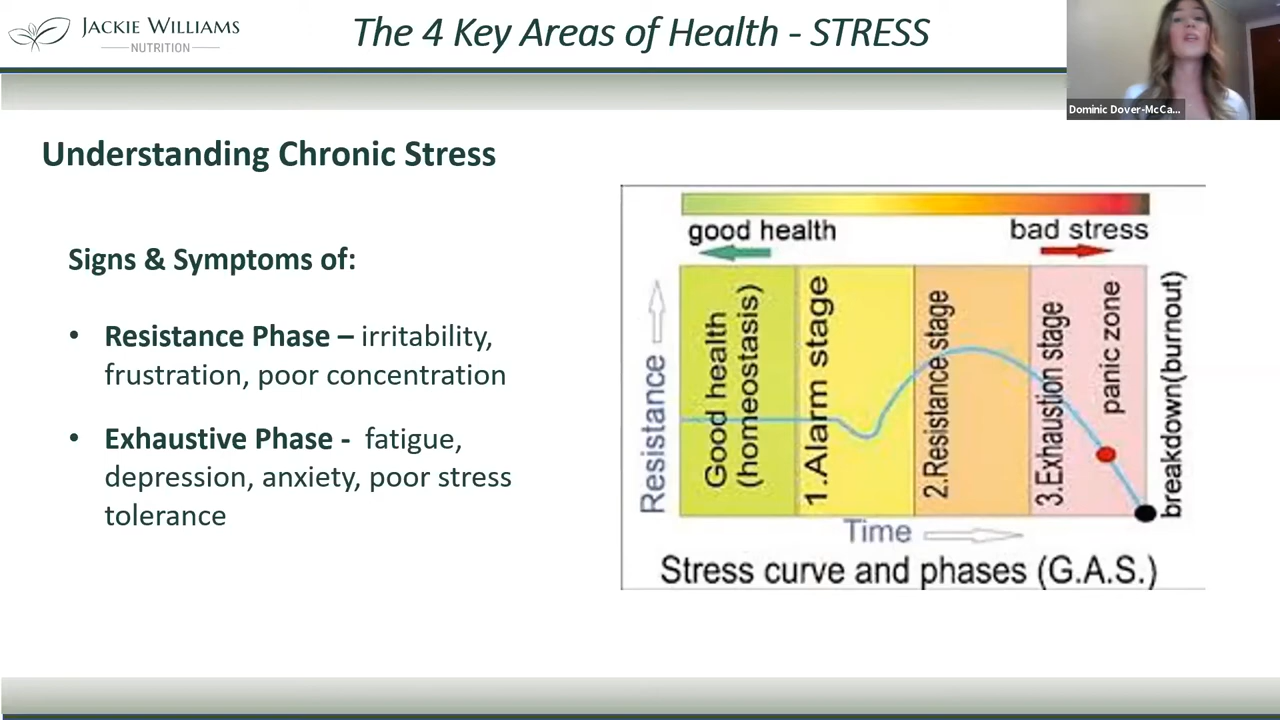 JACKIE WILLIAMS
NUTRITION
The 4 Key Areas of Health - STRESS
Dominic Dover-McCa...
Understanding Chronic Stress
Signs & Symptoms of:
• Resistance Phase – irritability,
frustration, poor concentration
• Exhaustive Phase - fatigue,
depression, anxiety, poor stress
tolerance
good health
bad stress
Resistance
Good health
(homeostasis)
1.Alarm stage
2.Resistance stage
3.Exhaustion stage
panic zone
breakdown(burnout)
Time
Stress curve and phases (G.A.S.)